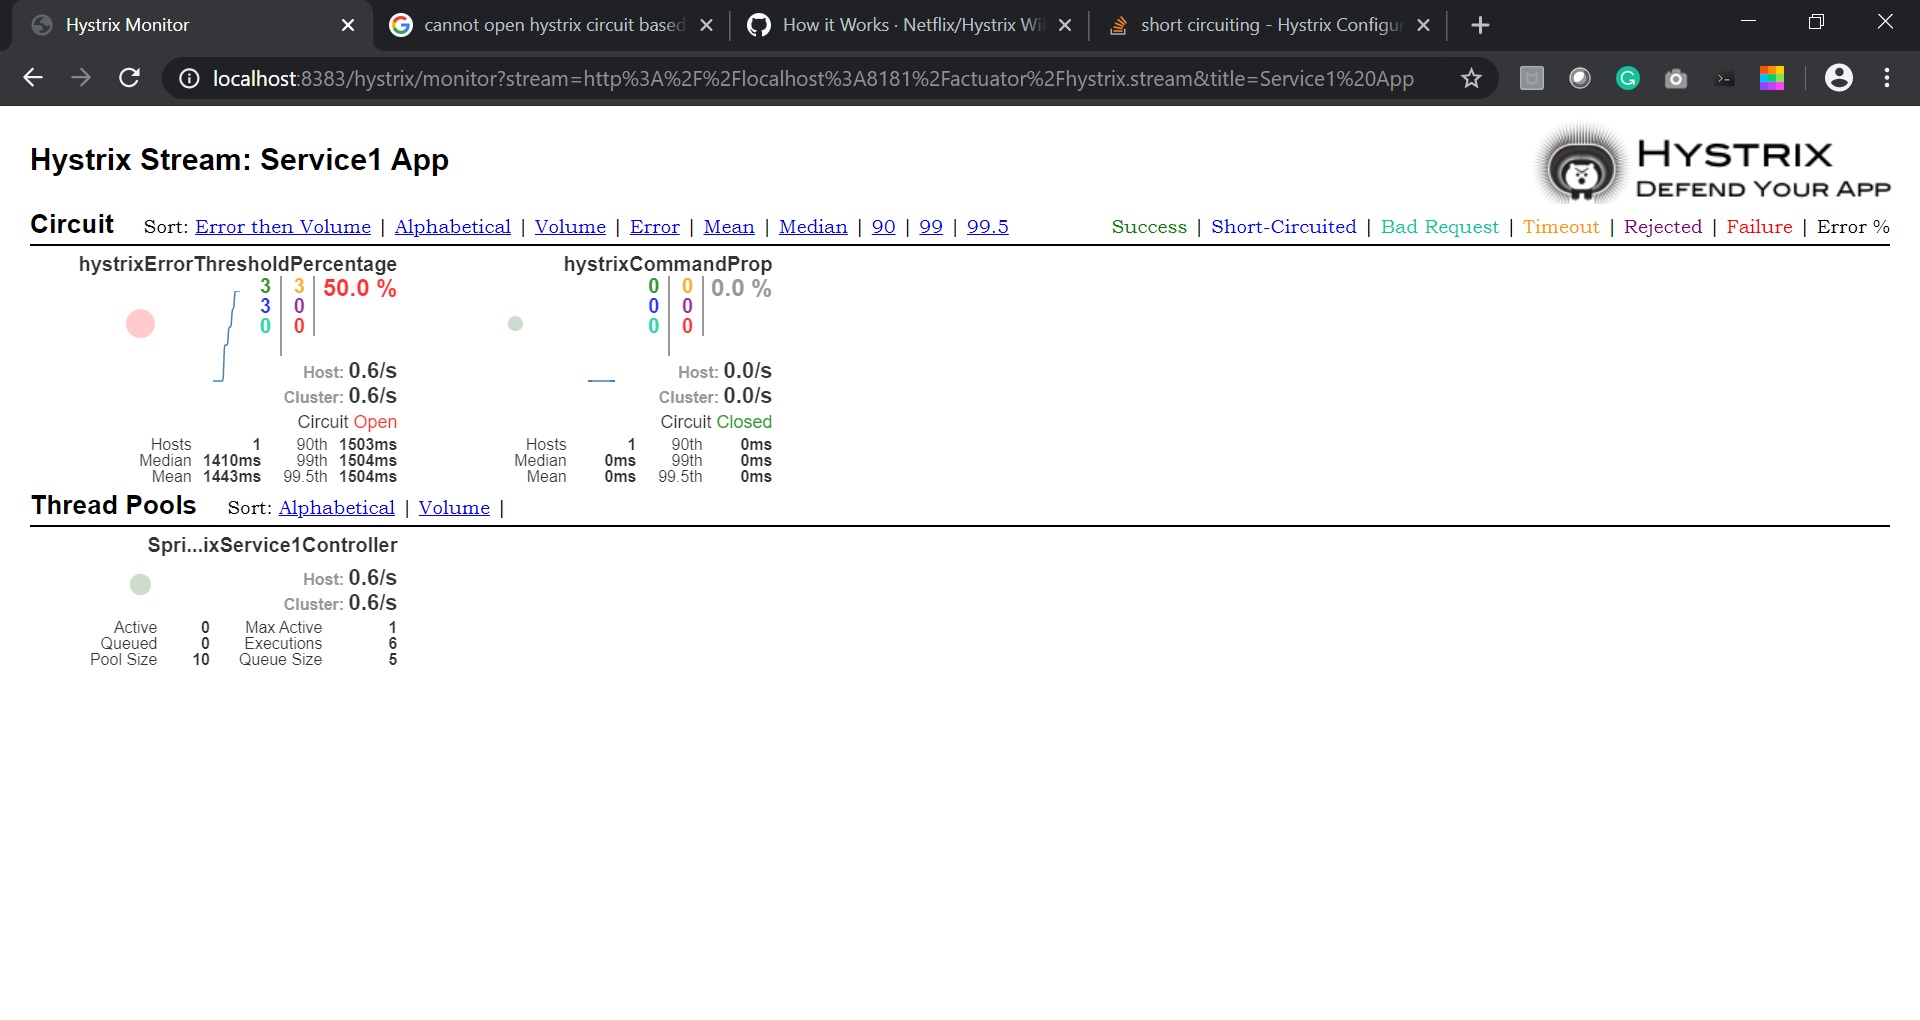 Hystrix Monitor
cannot open hystrix circuit based
How it Works · Netflix/Hystrix Wi
short circuiting - Hystrix Configur
localhost:8383/hystrix/monitor?stream=http%3A%2F%2Flocalhost%3A8181%2Factuator%2Fhystrix.stream&title=Service1%20App
Hystrix Stream: Service1 App
HYSTRIX
DEFEND YOUR APP
Circuit Sort: Error then Volume | Alphabetical | Volume | Error | Mean | Median | 90 | 99 | 99.5
Success | Short-Circuited | Bad Request | Timeout | Rejected | Failure | Error %
hystrixErrorThresholdPercentage
3 3 50.0 %
3 0
0 0
Host: 0.6/s
Cluster: 0.6/s
Circuit Open
Hosts 1 90th 1503ms
Median 1410ms 99th 1504ms
Mean 1443ms 99.5th 1504ms
hystrixCommandProp
0 0 0.0 %
0 0
0 0
Host: 0.0/s
Cluster: 0.0/s
Circuit Closed
Hosts 1 90th 0ms
Median 0ms 99th 0ms
Mean 0ms 99.5th 0ms
Thread Pools Sort: Alphabetical | Volume |
Spri...ixService1Controller
Host: 0.6/s
Cluster: 0.6/s
Active 0 Max Active 1
Queued 0 Executions 6
Pool Size 10 Queue Size 5